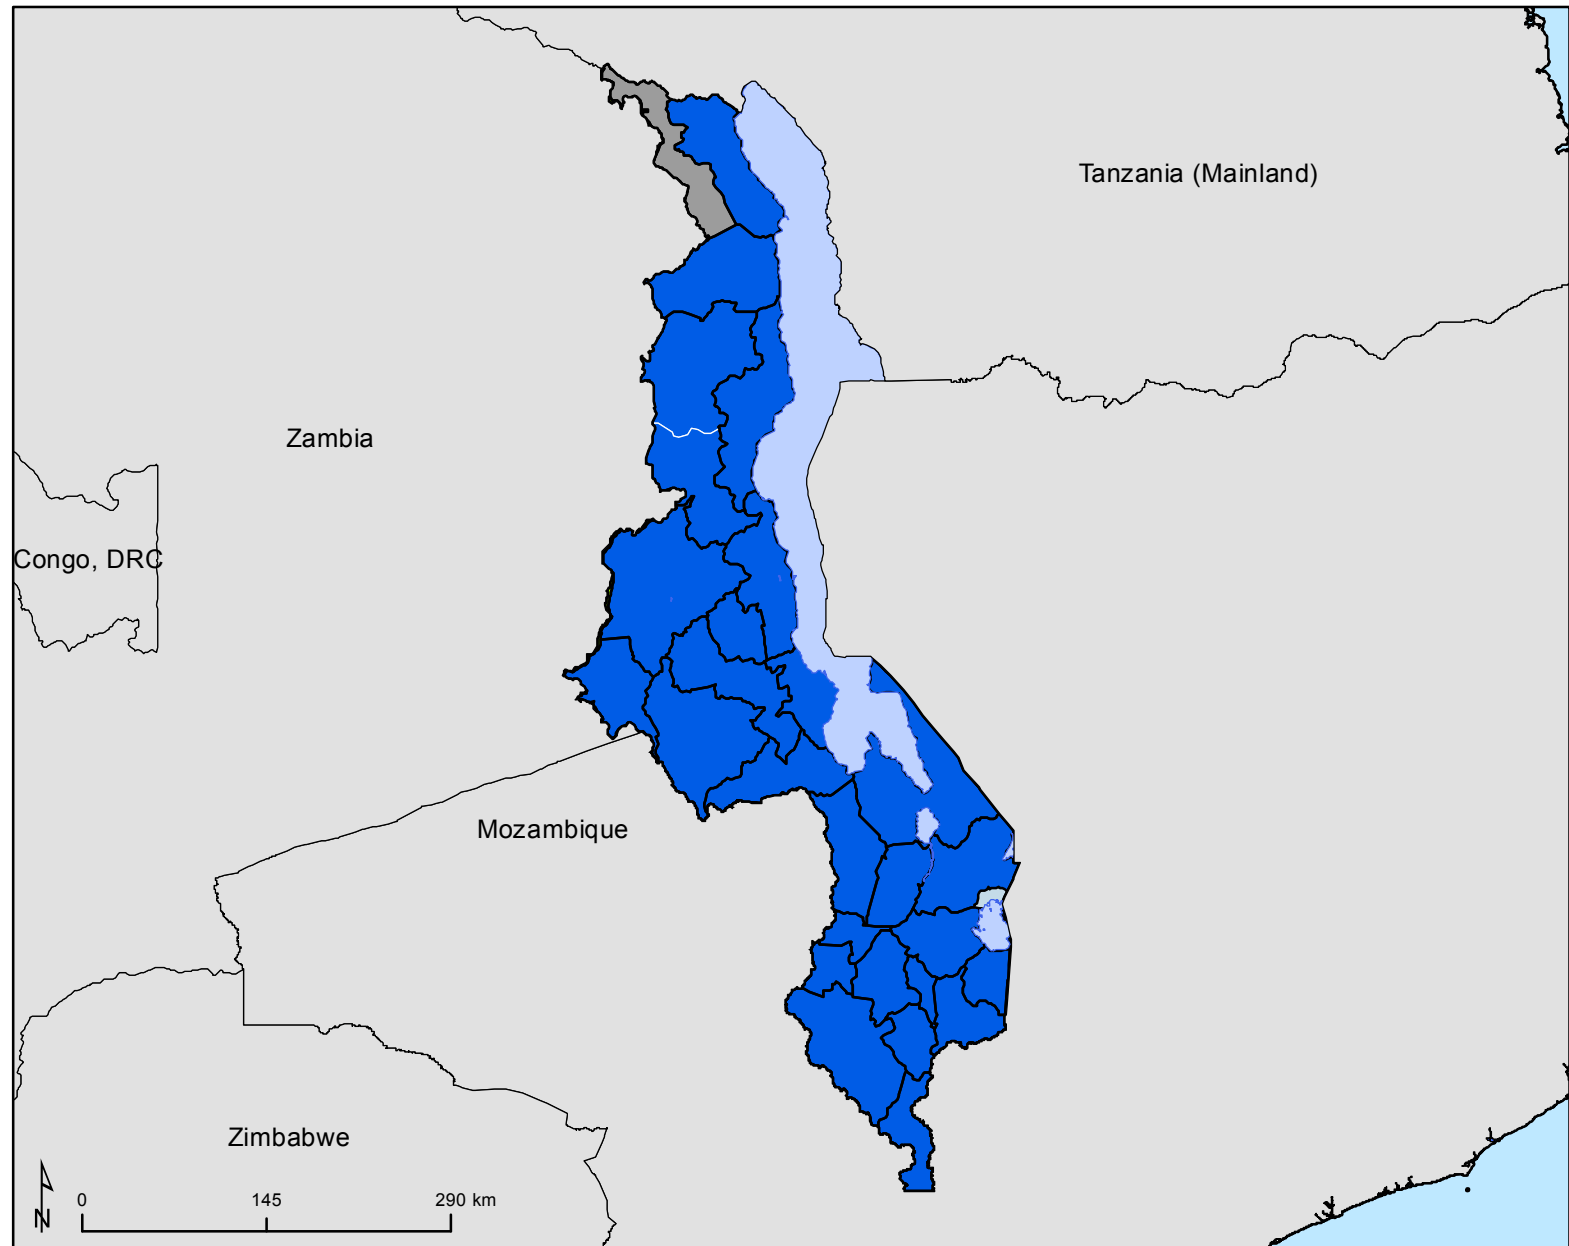 Tanzania (Mainland)
Zambia
Congo, DRC
Mozambique
Zimbabwe
N
0 145 290 km